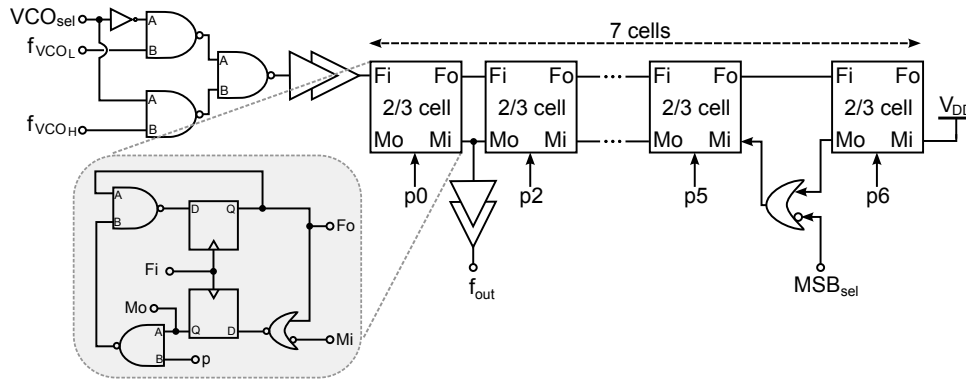 VCOsel
A
B
fVCOL
A
B
A
B
fVCOH
7 cells
Fi Fo
2/3 cell
Mo Mi
p0
Fi Fo
2/3 cell
Mo Mi
p2
Fi Fo
2/3 cell
Mo Mi
p5
Fi Fo
2/3 cell
Mo Mi
p6
VDD
fout
MSBsel
A
B
D Q
Fo
Fi
Mo
A
B
Q D
Mi
p